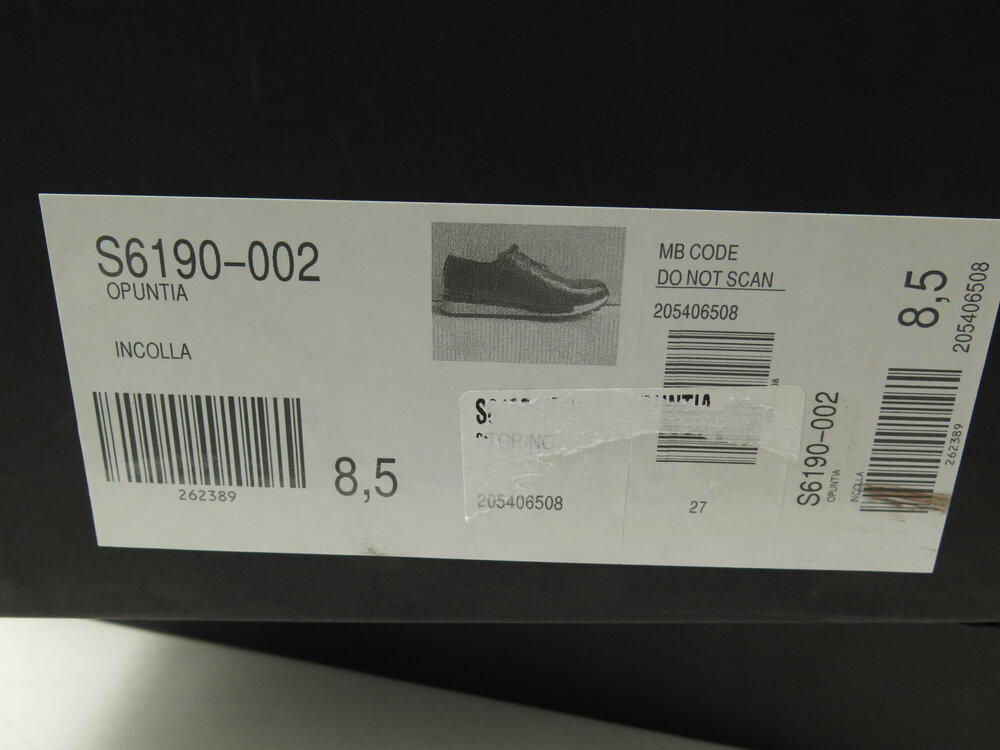 S6190-002
OPUNTIA
INCOLLA
262389
8,5
MB CODE
DO NOT SCAN
205406508
205406508
27
8,5
205406508
S6190-002
OPUNTIA
INCOLLA
262389